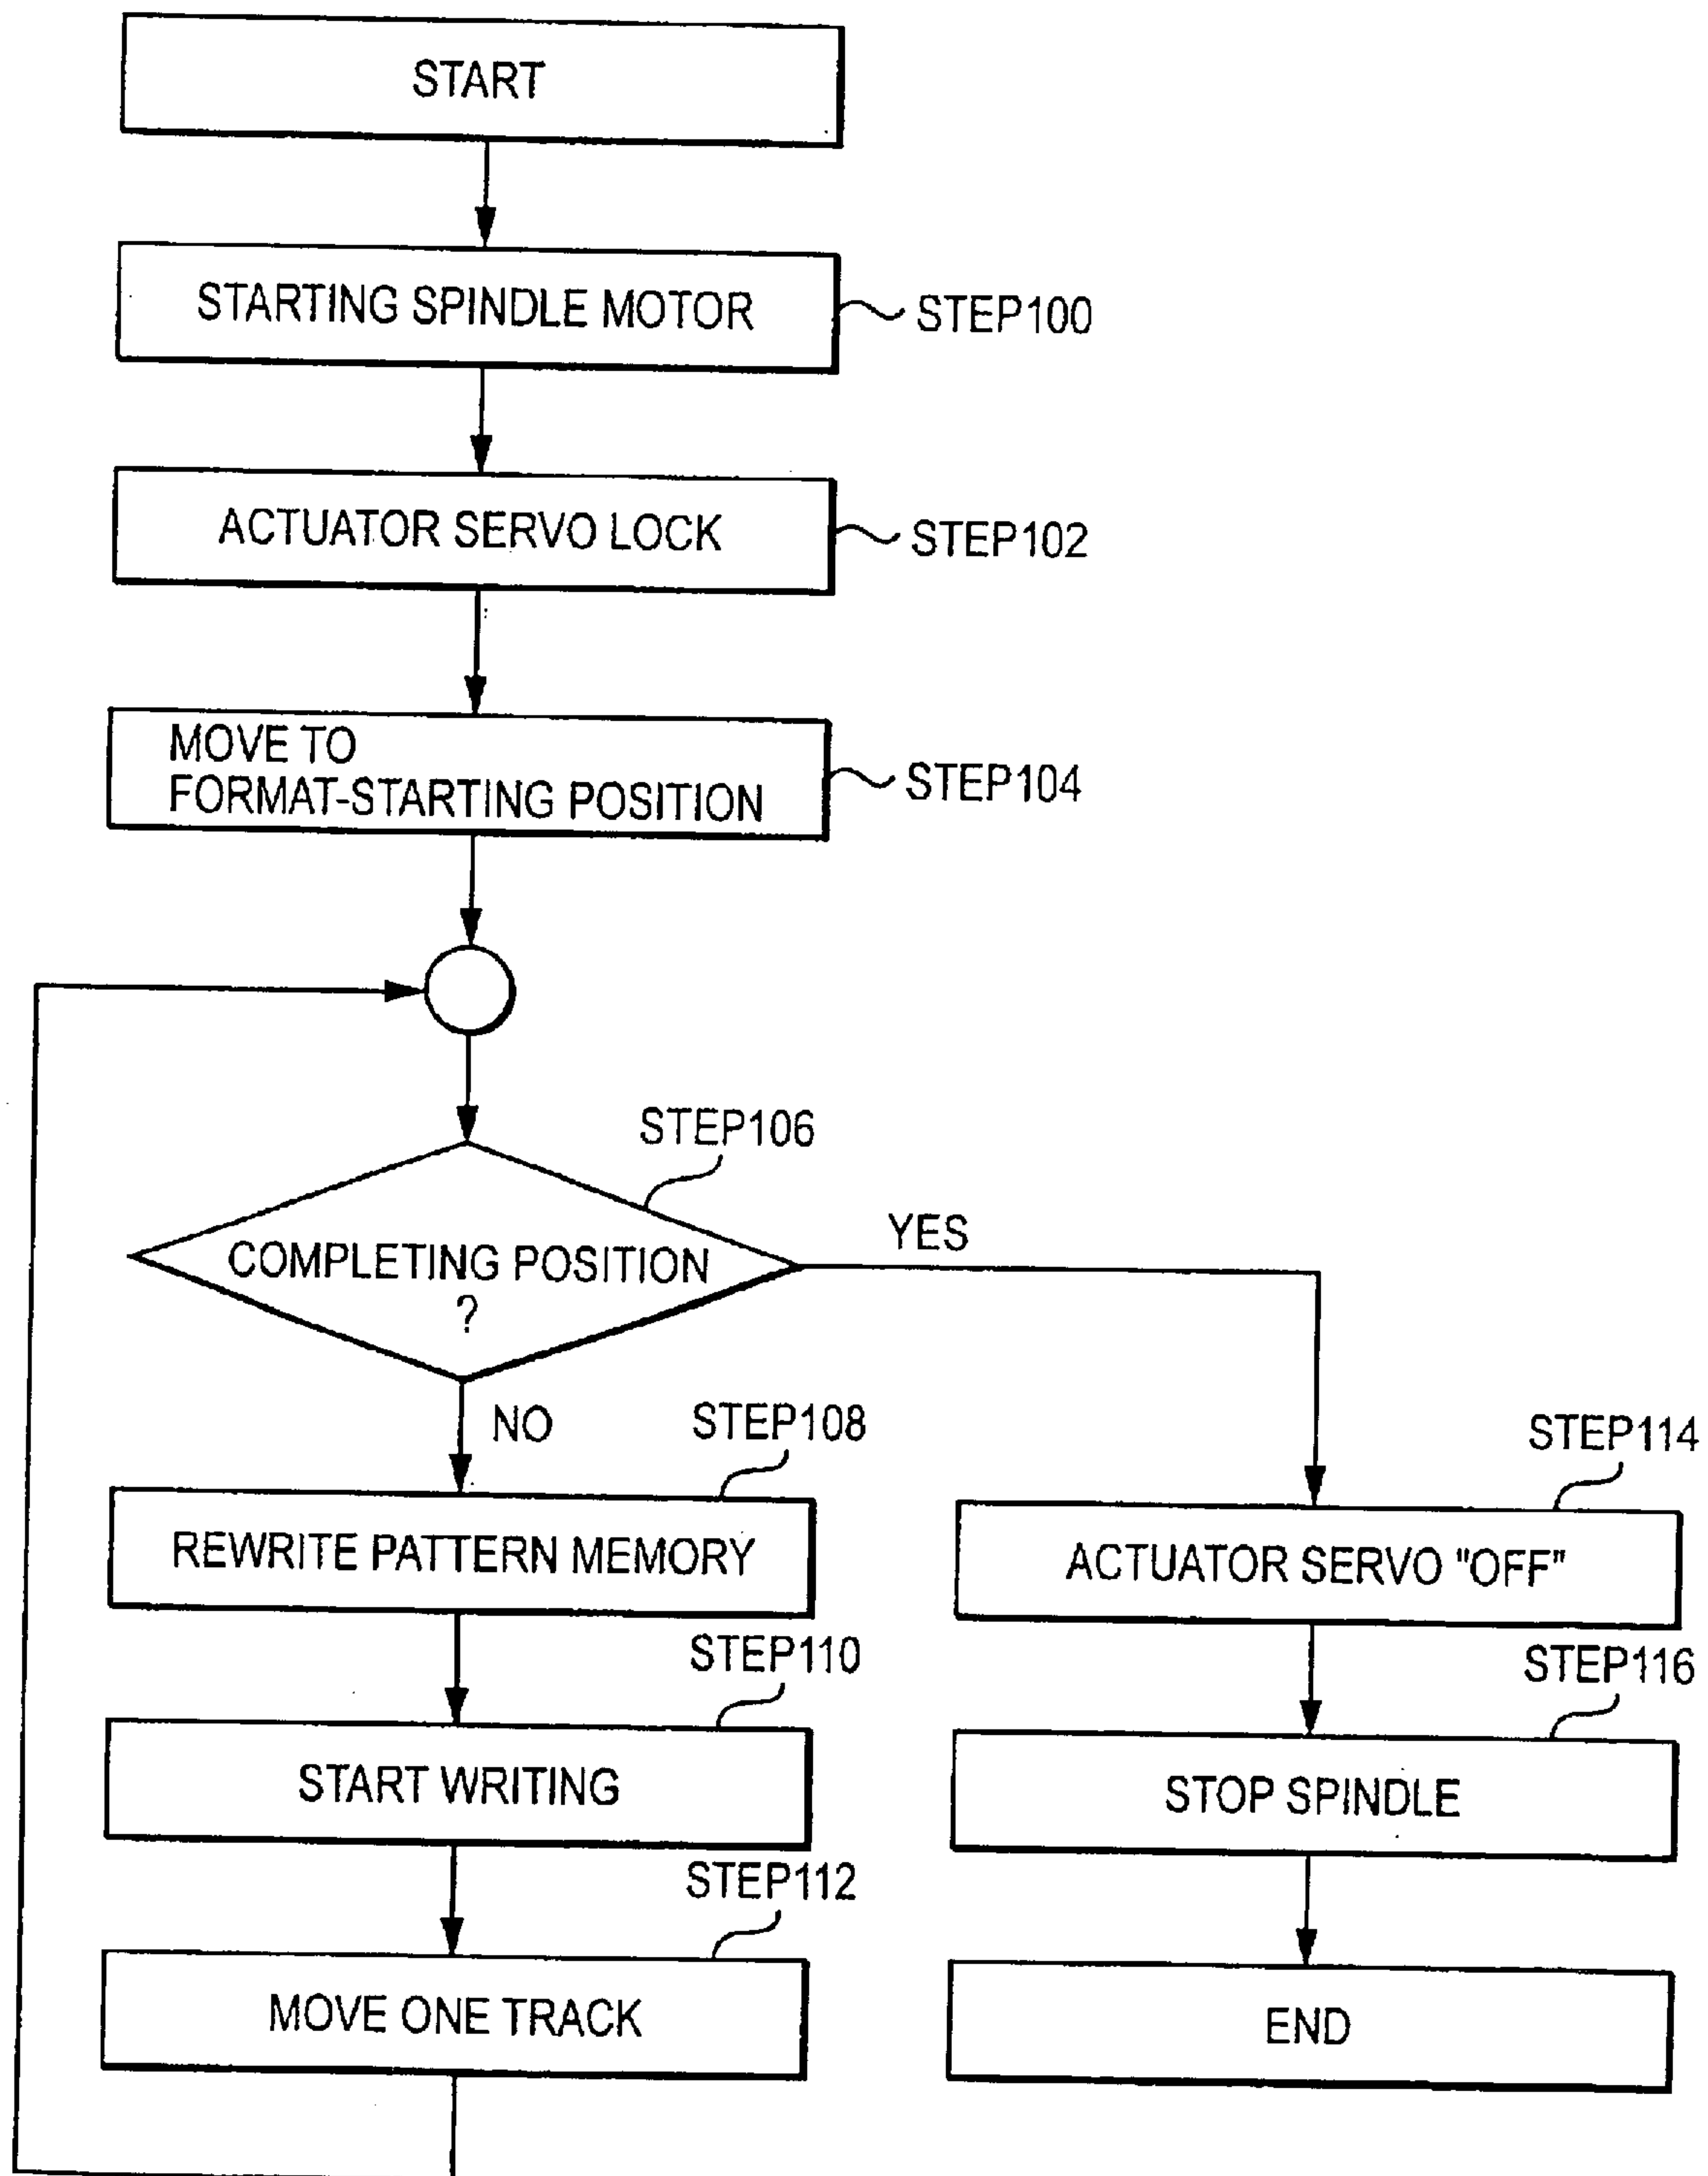 START
STARTING SPINDLE MOTOR
STEP100
ACTUATOR SERVO LOCK
STEP102
MOVE TO
FORMAT-STARTING POSITION
STEP104
STEP106
COMPLETING POSITION
?
YES
NO
STEP108
REWRITE PATTERN MEMORY
STEP110
START WRITING
STEP112
MOVE ONE TRACK
STEP114
ACTUATOR SERVO "OFF"
STEP116
STOP SPINDLE
END